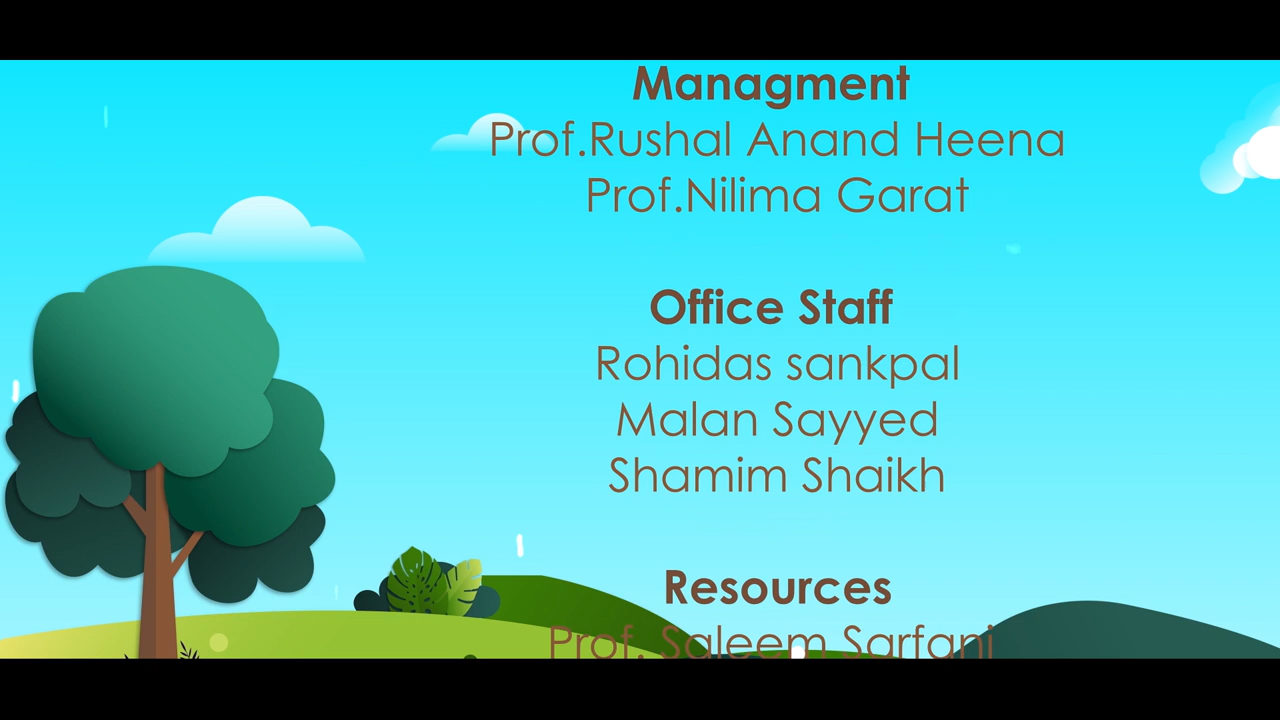 Managment
Prof.Rushal Anand Heena
Prof.Nilima Garat
Office Staff
Rohidas sankpal
Malan Sayyed
Shamim Shaikh
Resources
Prof. Saleem Sarfani